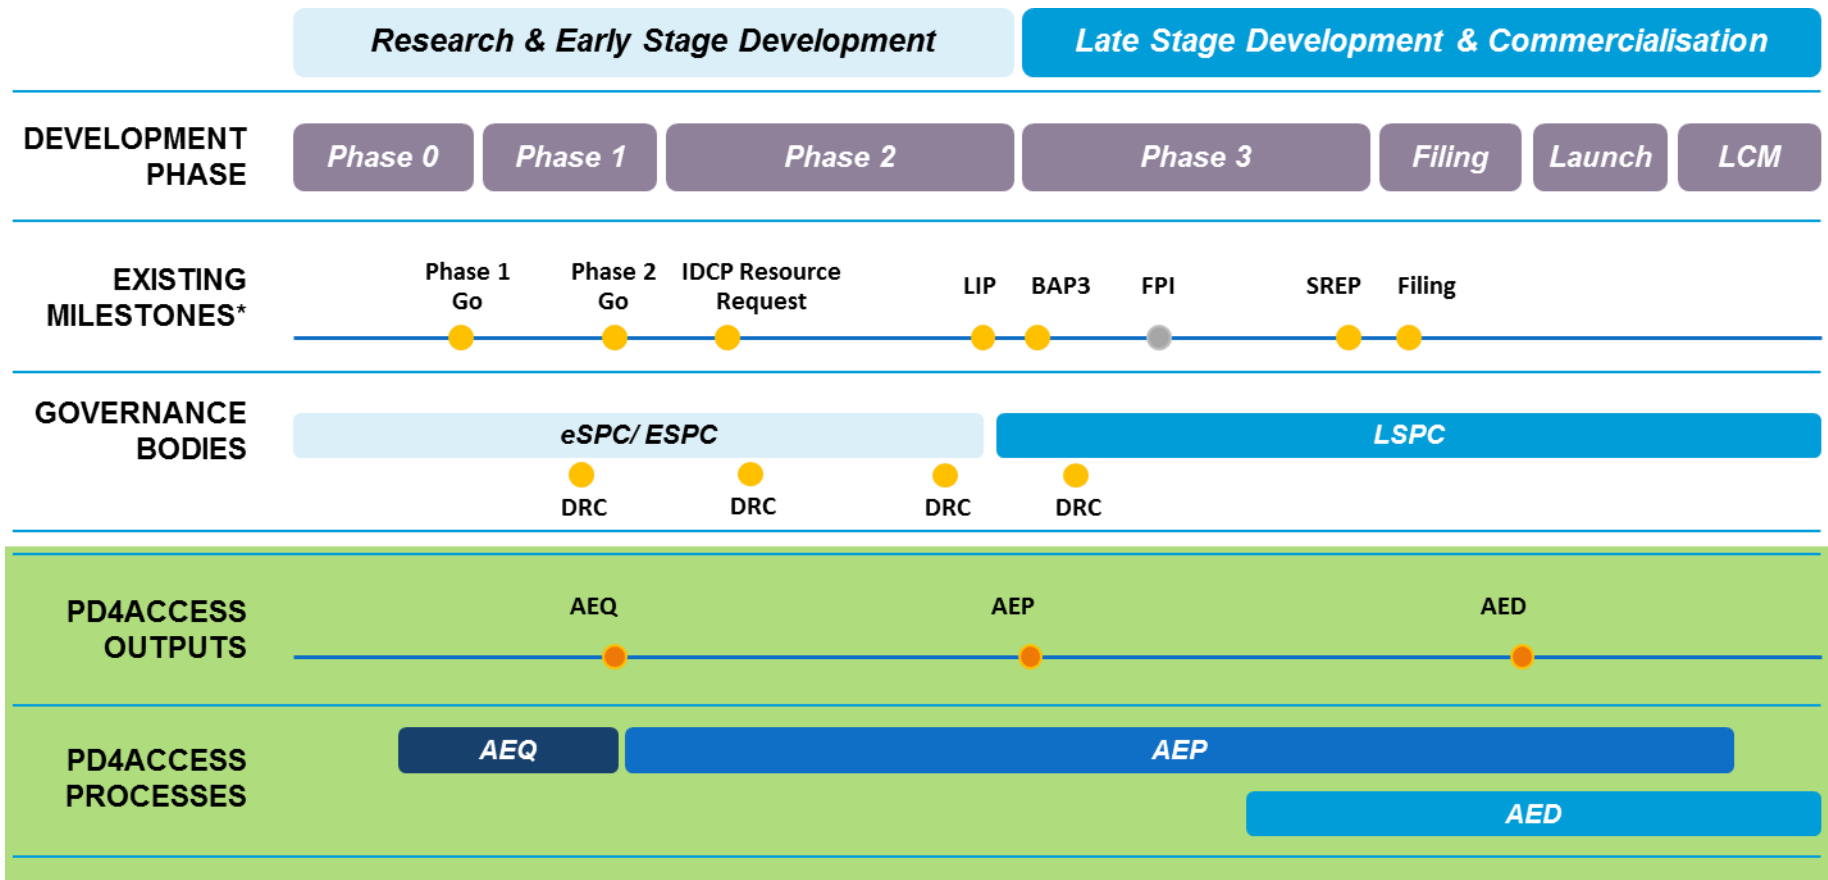 Research & Early Stage Development
Late Stage Development & Commercialisation
DEVELOPMENT
PHASE
Phase 0
Phase 1
Phase 2
Phase 3
Filing
Launch
LCM
EXISTING
MILESTONES*
Phase 1
Go
Phase 2
Go
IDCP Resource
Request
LIP
BAP3
FPI
SREP
Filing
GOVERNANCE
BODIES
eSPC/ ESPC
LSPC
DRC
DRC
DRC
DRC
PD4ACCESS
OUTPUTS
AEQ
AEP
AED
PD4ACCESS
PROCESSES
AEQ
AEP
AED